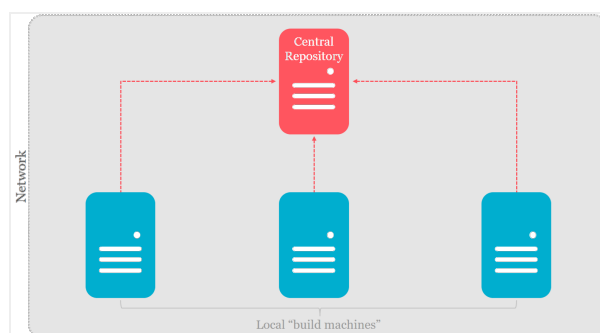 Central
Repository
Network
Local “build machines”